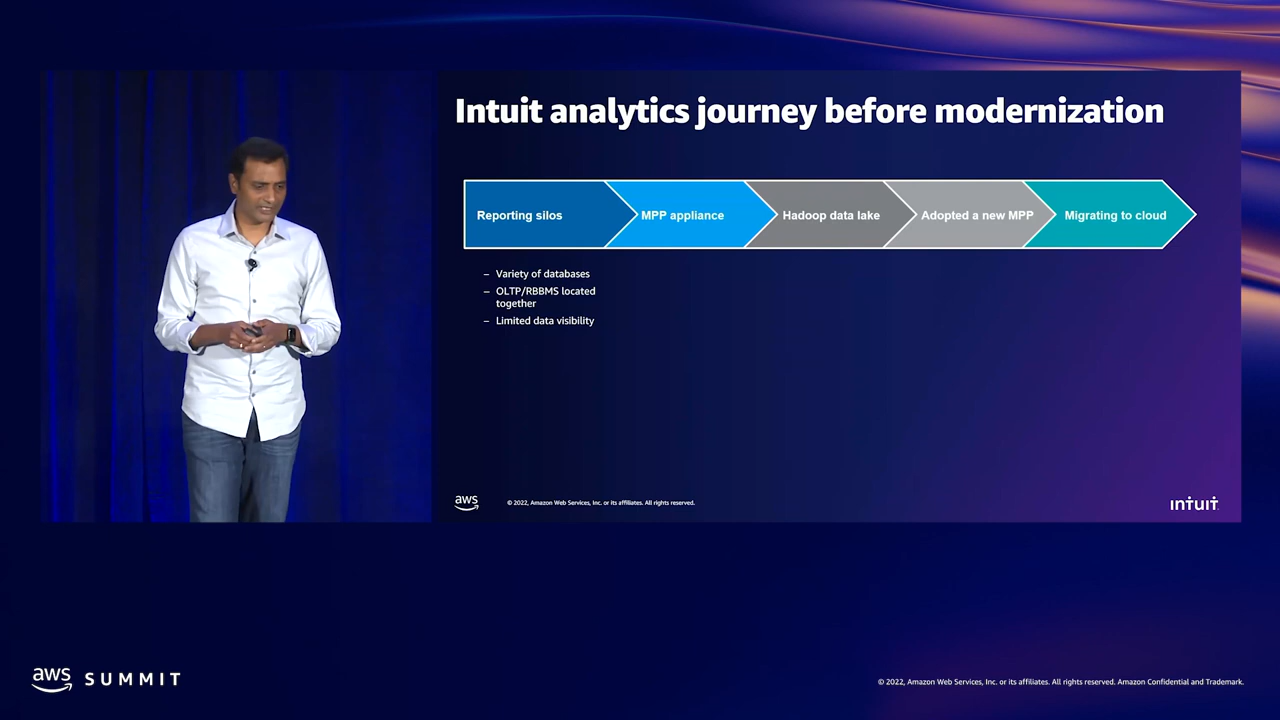 Intuit analytics journey before modernization
Reporting silos
MPP appliance
Hadoop data lake
Adopted a new MPP
Migrating to cloud
– Variety of databases
– OLTP/RBBMS located
together
– Limited data visibility
aws
© 2022, Amazon Web Services, Inc. or its affiliates. All rights reserved.
INTUIT
aws SUMMIT
© 2022, Amazon Web Services, Inc. or its affiliates. All rights reserved. Amazon Confidential and Trademark.